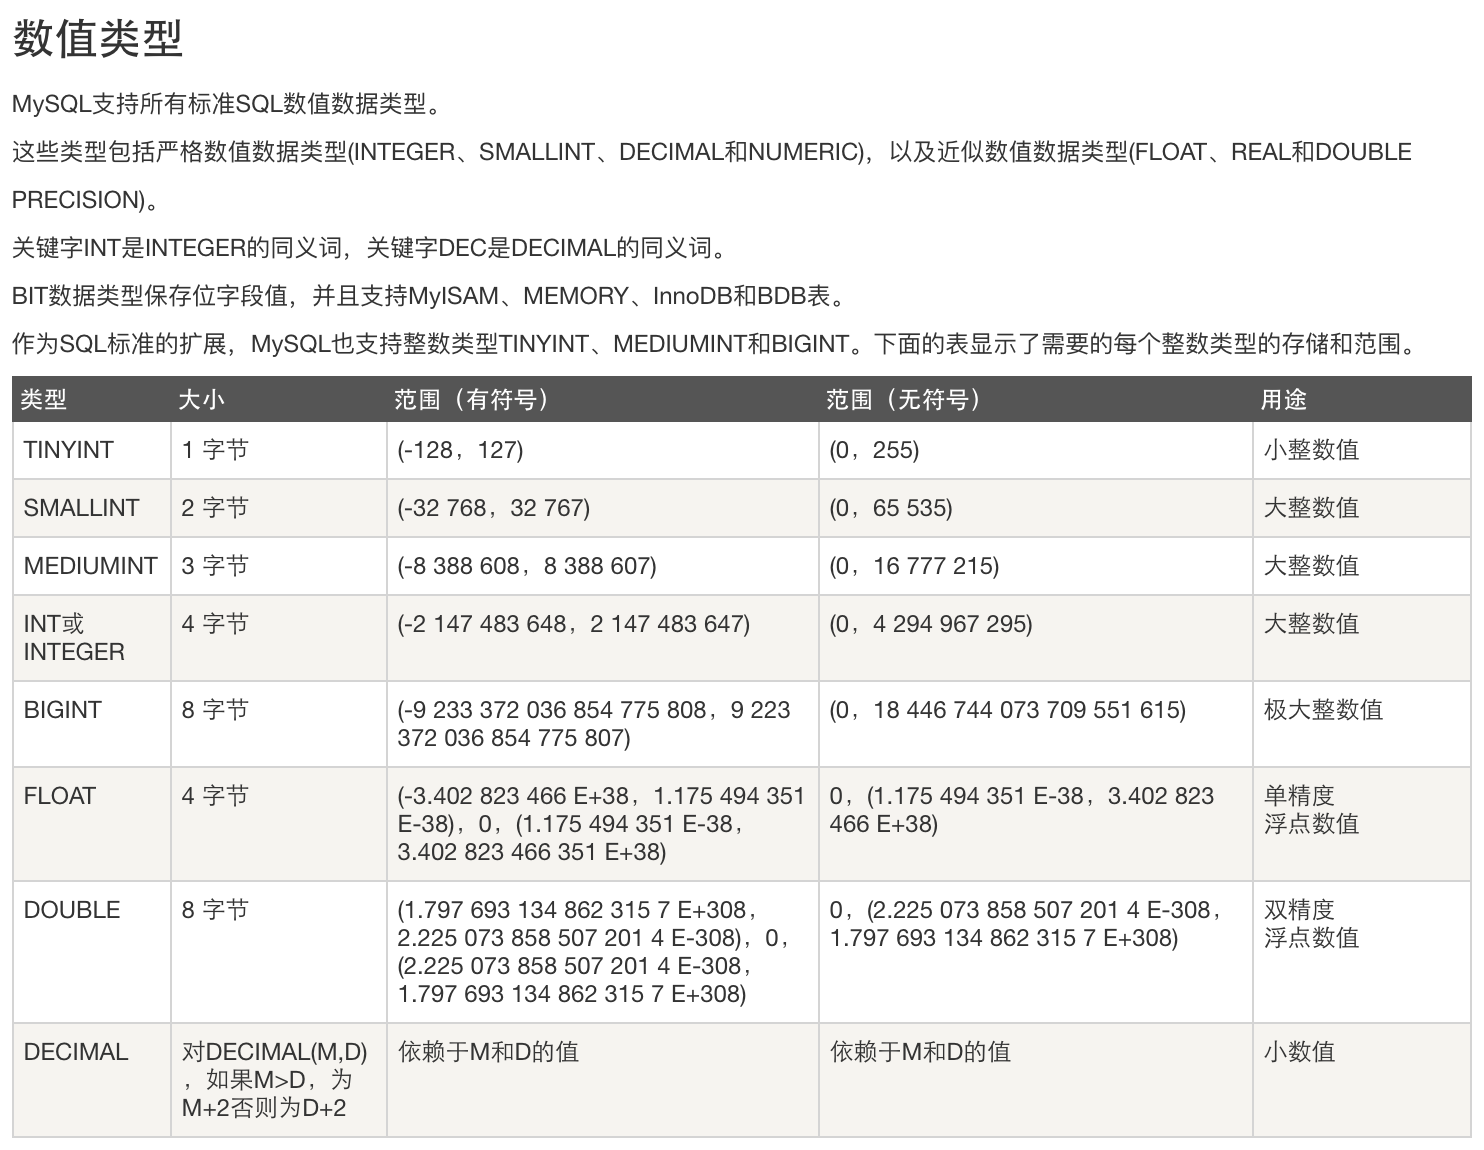 数值类型
MySQL支持所有标准SQL数值数据类型。
这些类型包括严格数值数据类型(INTEGER、SMALLINT、DECIMAL和NUMERIC)，以及近似数值数据类型(FLOAT、REAL和DOUBLE
PRECISION)。
关键字INT是INTEGER的同义词，关键字DEC是DECIMAL的同义词。
BIT数据类型保存位字段值，并且支持MyISAM、MEMORY、InnoDB和BDB表。
作为SQL标准的扩展，MySQL也支持整数类型TINYINT、MEDIUMINT和BIGINT。下面的表显示了需要的每个整数类型的存储和范围。
类型 大小 范围（有符号） 范围（无符号） 用途
TINYINT 1 字节 (-128，127) (0，255) 小整数值
SMALLINT 2 字节 (-32 768，32 767) (0，65 535) 大整数值
MEDIUMINT 3 字节 (-8 388 608，8 388 607) (0，16 777 215) 大整数值
INT或 4 字节 (-2 147 483 648，2 147 483 647) (0，4 294 967 295) 大整数值
INTEGER
BIGINT 8 字节 (-9 233 372 036 854 775 808，9 223 (0，18 446 744 073 709 551 615) 极大整数值
372 036 854 775 807)
FLOAT 4 字节 (-3.402 823 466 E+38，1.175 494 351 0，(1.175 494 351 E-38，3.402 823 单精度
E-38)，0，(1.175 494 351 E-38， 466 E+38) 浮点数值
3.402 823 466 351 E+38)
DOUBLE 8 字节 (1.797 693 134 862 315 7 E+308， 0，(2.225 073 858 507 201 4 E-308， 双精度
2.225 073 858 507 201 4 E-308)，0， 1.797 693 134 862 315 7 E+308) 浮点数值
(2.225 073 858 507 201 4 E-308，
1.797 693 134 862 315 7 E+308)
DECIMAL 对DECIMAL(M,D) 依赖于M和D的值 依赖于M和D的值 小数值
，如果M>D，为
M+2否则为D+2